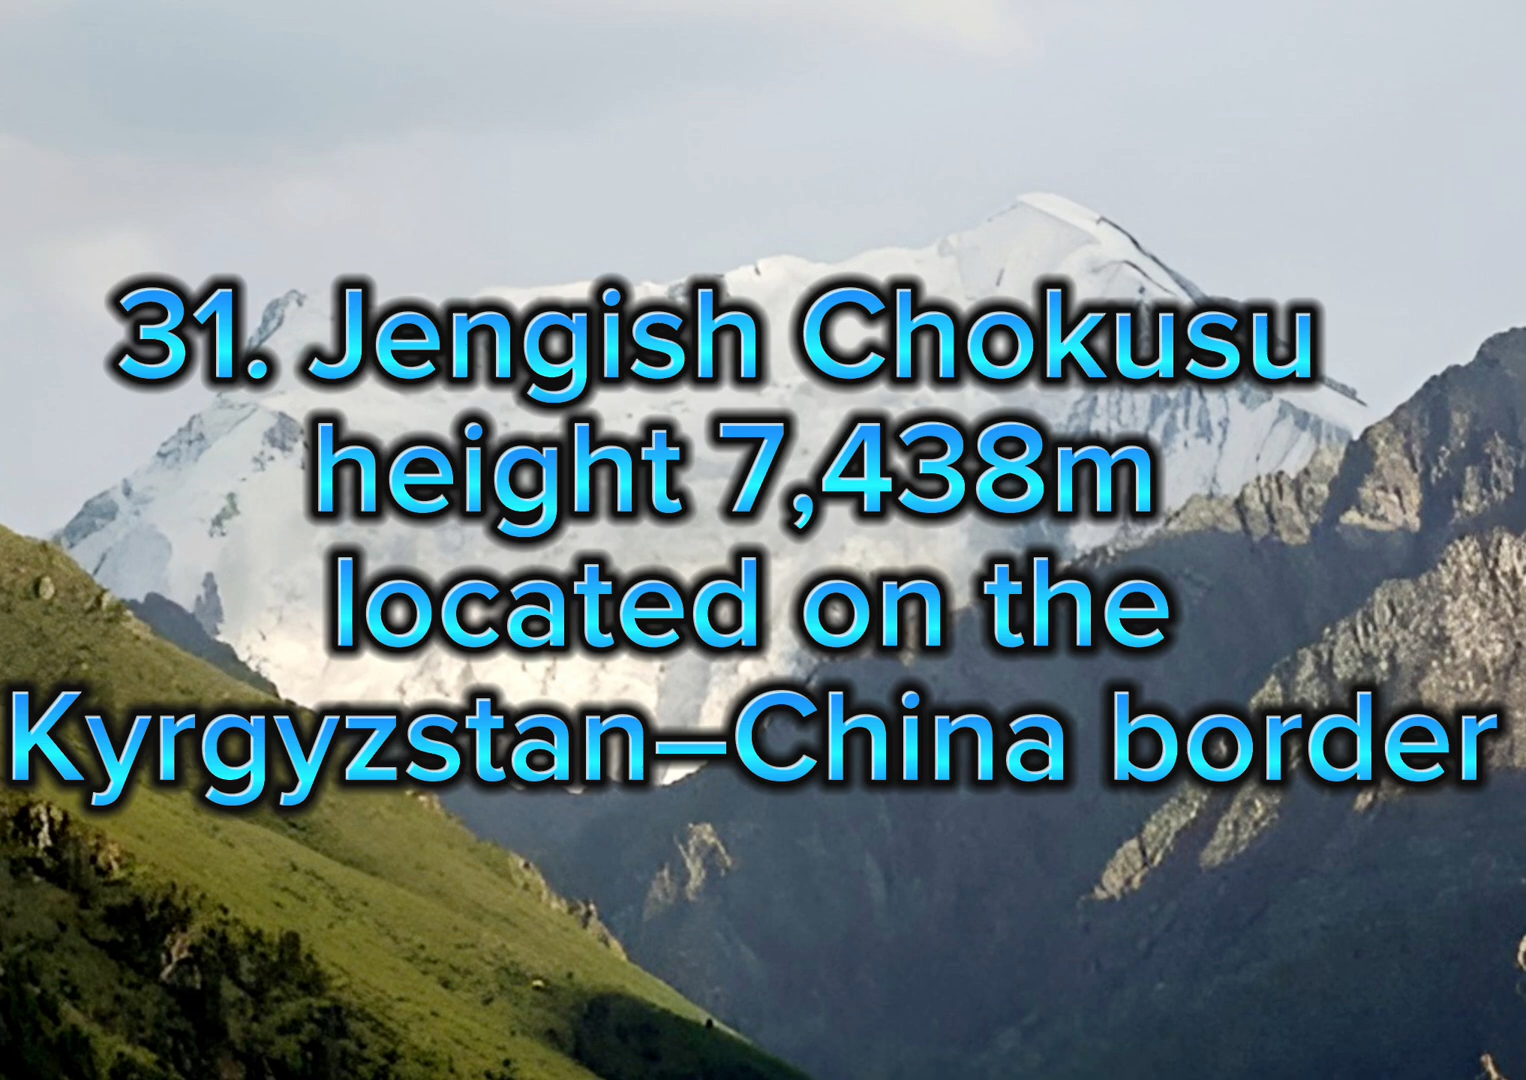 31. Jengish Chokusu
height 7,438m
located on the
Kyrgyzstan–China border